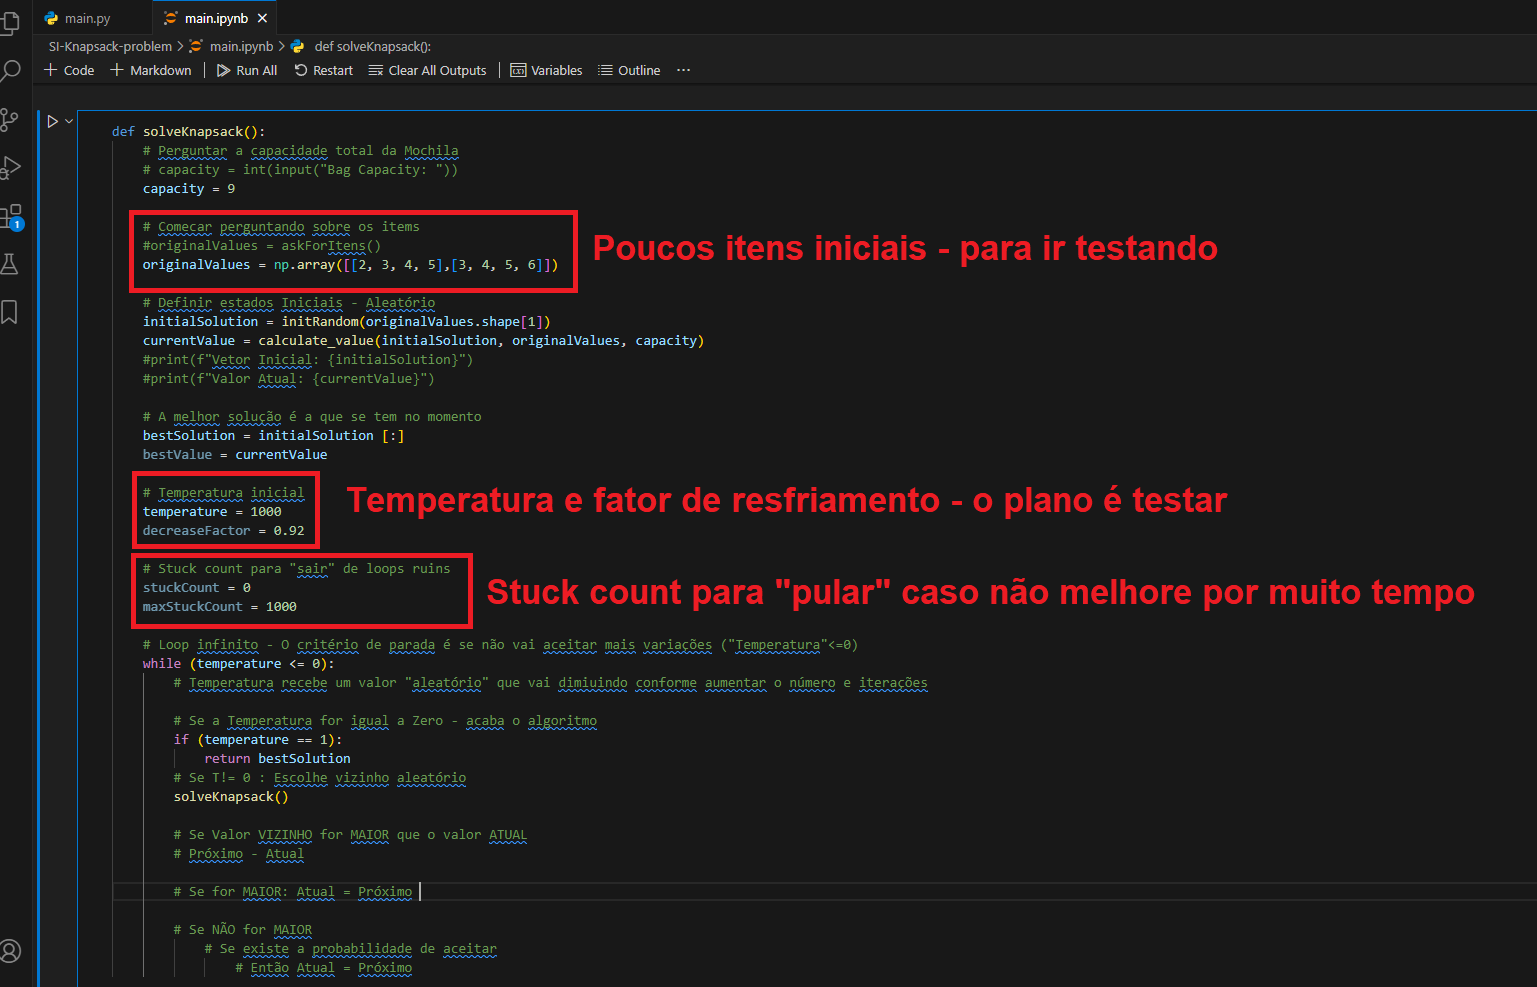 main.py
main.ipynb
SI-Knapsack-problem > main.ipynb > def solveKnapsack():
+ Code + Markdown Run All Restart Clear All Outputs Variables Outline ...
1
def solveKnapsack():
# Perguntar a capacidade total da Mochila
# capacity = int(input("Bag Capacity: "))
capacity = 9
# Comecar perguntando sobre os items
#originalValues = askForItens()
originalValues = np.array([[2, 3, 4, 5],[3, 4, 5, 6]])
Poucos itens iniciais - para ir testando
# Definir estados Iniciais - Aleatório
initialSolution = initRandom(originalValues.shape[1])
currentValue = calculate_value(initialSolution, originalValues, capacity)
#print(f"Vetor Inicial: {initialSolution}")
#print(f"Valor Atual: {currentValue}")
# A melhor solução é a que se tem no momento
bestSolution = initialSolution [:]
bestValue = currentValue
# Temperatura inicial
temperature = 1000
decreaseFactor = 0.92
Temperatura e fator de resfriamento - o plano é testar
# Stuck count para "sair" de loops ruins
stuckCount = 0
maxStuckCount = 1000
Stuck count para "pular" caso não melhore por muito tempo
# Loop infinito - O critério de parada é se não vai aceitar mais variações ("Temperatura"<=0)
while (temperature <= 0):
# Temperatura recebe um valor "aleatório" que vai dimiuindo conforme aumentar o número e iterações
# Se a Temperatura for igual a Zero - acaba o algoritmo
if (temperature == 1):
return bestSolution
# Se T!= 0 : Escolhe vizinho aleatório
solveKnapsack()
# Se Valor VIZINHO for MAIOR que o valor ATUAL
# Próximo - Atual
# Se for MAIOR: Atual = Próximo
# Se NÃO for MAIOR
# Se existe a probabilidade de aceitar
# Então Atual = Próximo